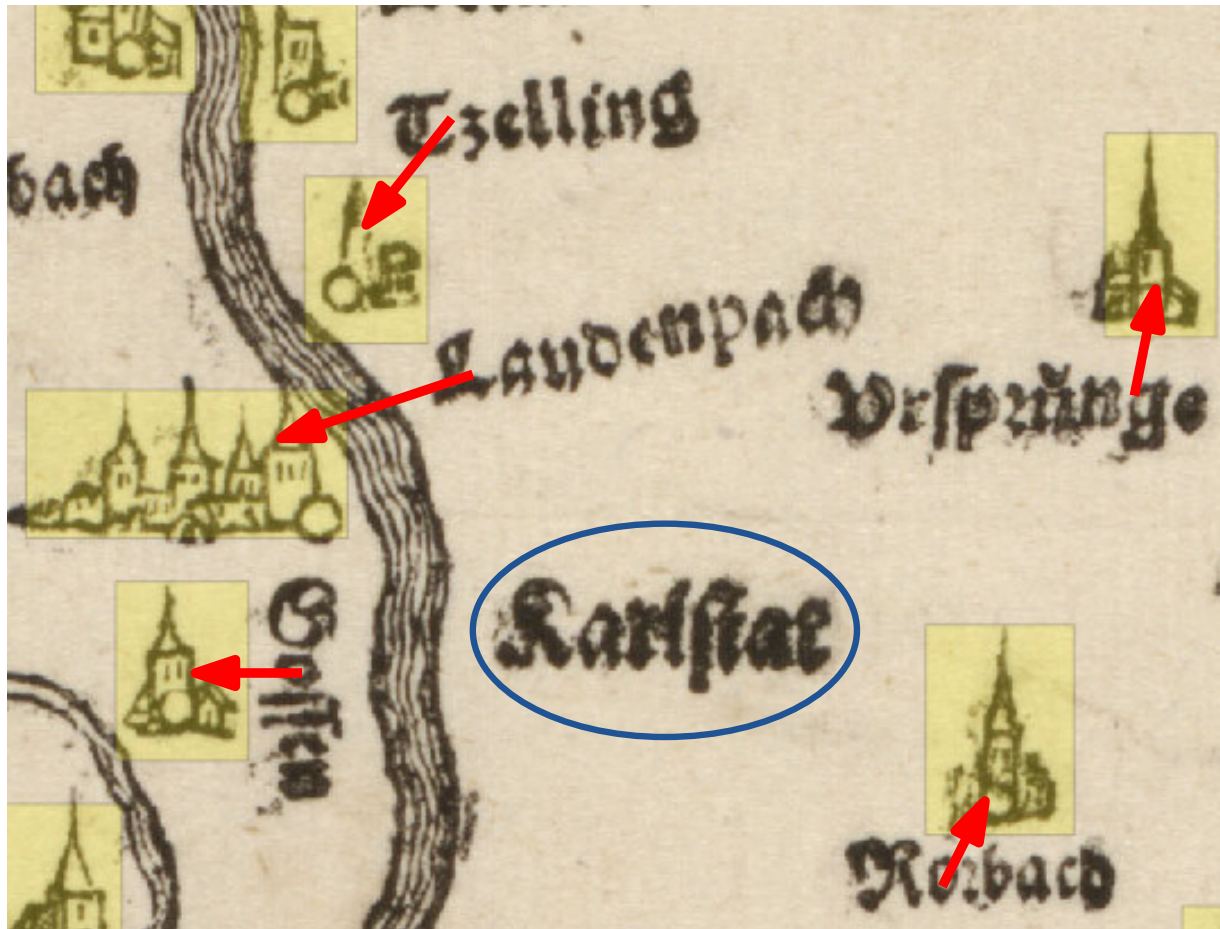 Tzelling
bach
Laudenpach
Vrsprünge
Karlstat
Gossen
Rorbach